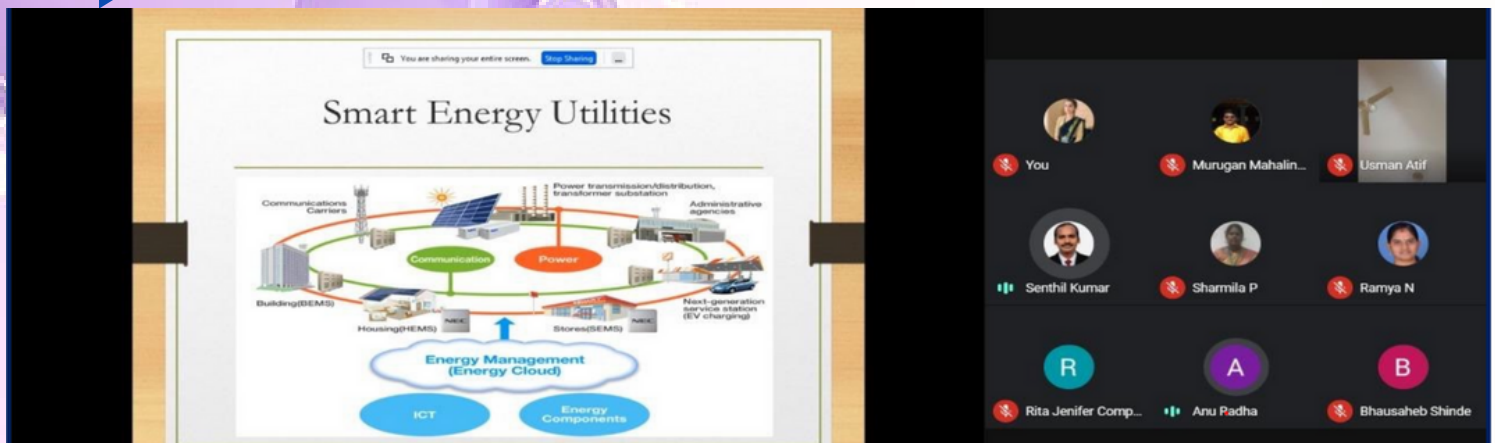 You are sharing your entire screen. Stop Sharing
Smart Energy Utilities
Communications
Carriers
Power transmission/distribution,
transformer substation
Administrative
agencies
Communication
Power
Building(BEMS)
Housing(HEMS)
NEC
Stores(SEMS)
NEC
Next-generation
service station
(EV charging)
Energy Management
(Energy Cloud)
ICT
Energy
Components
You
Murugan Mahalin...
Usman Atif
Senthil Kumar
Sharmila P
Ramya N
R
A
B
Rita Jenifer Comp...
Anu Radha
Bhausaheb Shinde